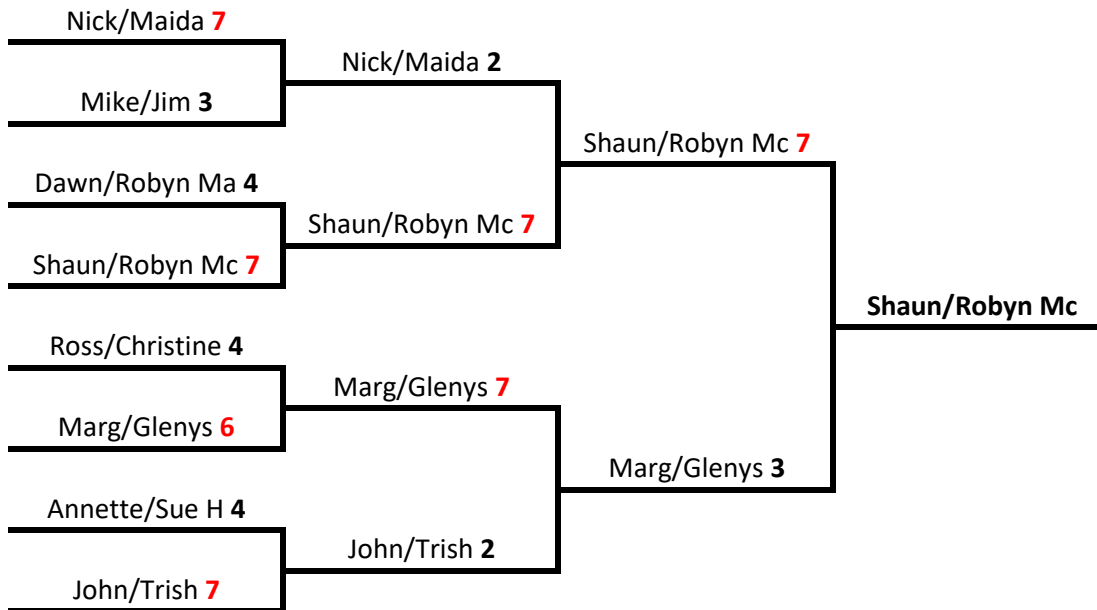 Nick/Maida 7
Mike/Jim 3
Dawn/Robyn Ma 4
Shaun/Robyn Mc 7
Ross/Christine 4
Marg/Glenys 6
Annette/Sue H 4
John/Trish 7
Nick/Maida 2
Shaun/Robyn Mc 7
Marg/Glenys 7
John/Trish 2
Shaun/Robyn Mc 7
Marg/Glenys 3
Shaun/Robyn Mc